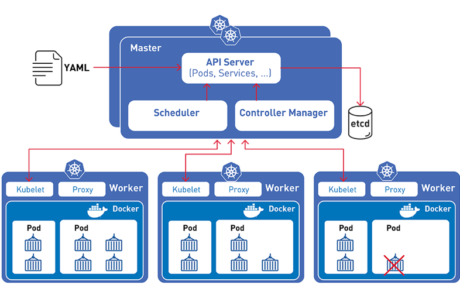 Master
YAML
API Server
(Pods, Services, ...)
Scheduler
Controller Manager
etcd
Kubelet
Proxy
Worker
Docker
Pod
Pod
Kubelet
Proxy
Worker
Docker
Pod
Pod
Kubelet
Proxy
Worker
Docker
Pod
Pod